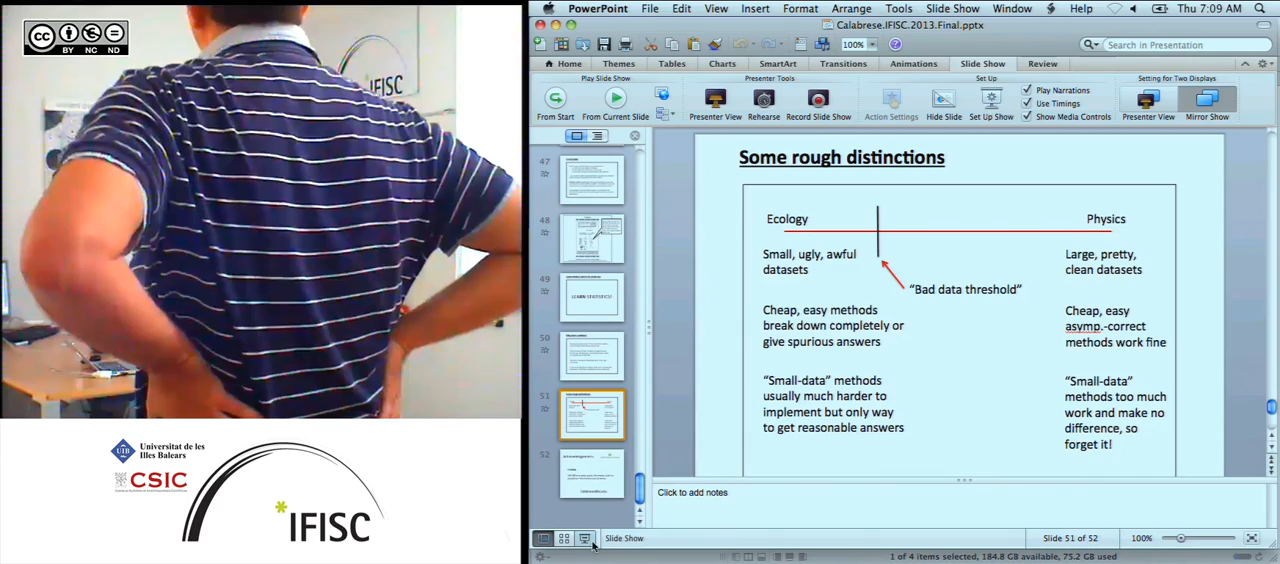 cc
BY NC ND
IFISC
Universitat de les
Illes Balears
UIB
CSIC
*IFISC
PowerPoint File Edit View Insert Format Arrange Tools Slide Show Window Help Thu 7:09 AM
Calabrese.IFISC.2013.Final.pptx
100%
Search in Presentation
Home Themes Tables Charts SmartArt Transitions Animations Slide Show Review
Play Slide Show Presenter Tools Set Up Setting for Two Displays
From Start From Current Slide Presenter View Rehearse Record Slide Show Action Settings Hide Slide Set Up Show
Play Narrations
Use Timings
Show Media Controls
Presenter View Mirror Show
47
48
49
LEARN STATISTICS!
50
51
52
Some rough distinctions
Ecology
Physics
Small, ugly, awful
datasets
Large, pretty,
clean datasets
“Bad data threshold”
Cheap, easy methods
break down completely or
give spurious answers
Cheap, easy
asymp.-correct
methods work fine
“Small-data” methods
usually much harder to
implement but only way
to get reasonable answers
“Small-data”
methods too much
work and make no
difference, so
forget it!
Click to add notes
Slide Show
Slide 51 of 52
100%
1 of 4 items selected, 184.8 GB available, 75.2 GB used